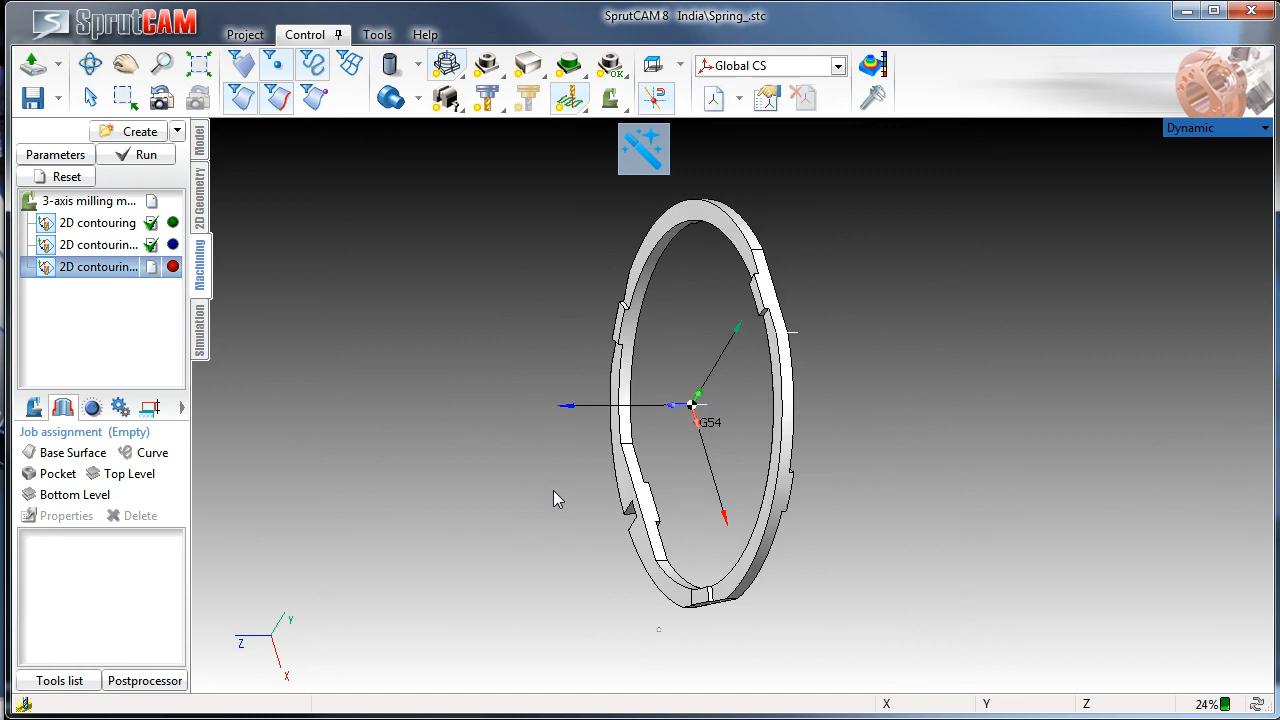 SprutCAM 8 India\Spring_.stc
SprutCAM
Project Control Tools Help
Global CS
OK
Dynamic
Create
Parameters Run
Reset
3-axis milling m...
2D contouring
2D contourin...
2D contourin...
Model
2D Geometry
Machining
Simulation
Job assignment (Empty)
Base Surface Curve
Pocket Top Level
Bottom Level
Properties Delete
G54
Y
Z
X
Tools list Postprocessor
X Y Z 24%